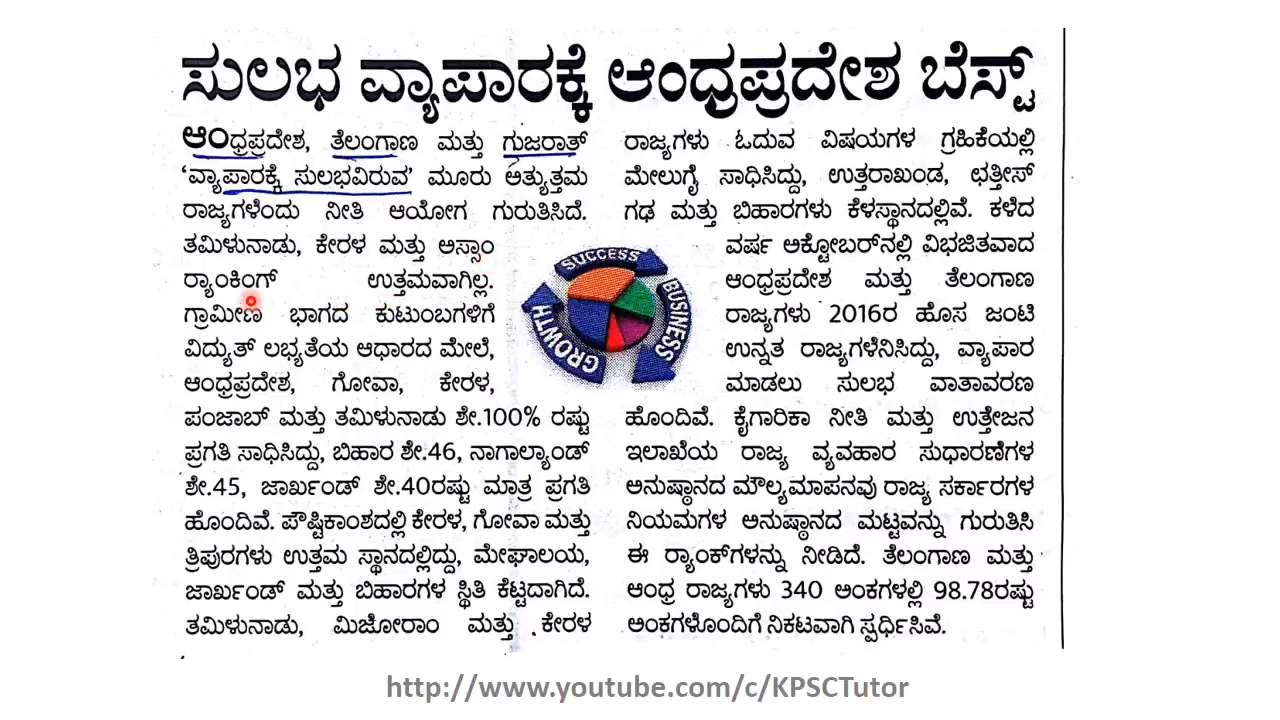 ಸುಲಭ ವ್ಯಾಪಾರಕ್ಕೆ ಆಂಧ್ರಪ್ರದೇಶ ಬೆಸ್ಟ್
ಆಂಧ್ರಪ್ರದೇಶ, ತೆಲಂಗಾಣ ಮತ್ತು ಗುಜರಾತ್
‘ವ್ಯಾಪಾರಕ್ಕೆ ಸುಲಭವಿರುವ’ ಮೂರು ಅತ್ಯುತ್ತಮ
ರಾಜ್ಯಗಳೆಂದು ನೀತಿ ಆಯೋಗ ಗುರುತಿಸಿದೆ.
ತಮಿಳುನಾಡು, ಕೇರಳ ಮತ್ತು ಅಸ್ಸಾಂ
ರ‍್ಯಾಂಕಿಂಗ್ ಉತ್ತಮವಾಗಿಲ್ಲ.
ಗ್ರಾಮೀಣ ಭಾಗದ ಕುಟುಂಬಗಳಿಗೆ
ವಿದ್ಯುತ್ ಲಭ್ಯತೆಯ ಆಧಾರದ ಮೇಲೆ,
ಆಂಧ್ರಪ್ರದೇಶ, ಗೋವಾ, ಕೇರಳ,
ಪಂಜಾಬ್ ಮತ್ತು ತಮಿಳುನಾಡು ಶೇ.100% ರಷ್ಟು
ಪ್ರಗತಿ ಸಾಧಿಸಿದ್ದು, ಬಿಹಾರ ಶೇ.46, ನಾಗಾಲ್ಯಾಂಡ್
ಶೇ.45, ಜಾರ್ಖಂಡ್ ಶೇ.40ರಷ್ಟು ಮಾತ್ರ ಪ್ರಗತಿ
ಹೊಂದಿವೆ. ಪೌಷ್ಟಿಕಾಂಶದಲ್ಲಿ ಕೇರಳ, ಗೋವಾ ಮತ್ತು
ತ್ರಿಪುರಗಳು ಉತ್ತಮ ಸ್ಥಾನದಲ್ಲಿದ್ದು, ಮೇಘಾಲಯ,
ಜಾರ್ಖಂಡ್ ಮತ್ತು ಬಿಹಾರಗಳ ಸ್ಥಿತಿ ಕೆಟ್ಟದಾಗಿದೆ.
ತಮಿಳುನಾಡು, ಮಿಜೋರಾಂ ಮತ್ತು ಕೇರಳ
ರಾಜ್ಯಗಳು ಓದುವ ವಿಷಯಗಳ ಗ್ರಹಿಕೆಯಲ್ಲಿ
ಮೇಲುಗೈ ಸಾಧಿಸಿದ್ದು, ಉತ್ತರಾಖಂಡ, ಛತ್ತೀಸ್
ಗಢ ಮತ್ತು ಬಿಹಾರಗಳು ಕೆಳಸ್ಥಾನದಲ್ಲಿವೆ. ಕಳೆದ
ವರ್ಷ ಅಕ್ಟೋಬರ್‌ನಲ್ಲಿ ವಿಭಜಿತವಾದ
ಆಂಧ್ರಪ್ರದೇಶ ಮತ್ತು ತೆಲಂಗಾಣ
ರಾಜ್ಯಗಳು 2016ರ ಹೊಸ ಜಂಟಿ
ಉನ್ನತ ರಾಜ್ಯಗಳೆನಿಸಿದ್ದು, ವ್ಯಾಪಾರ
ಮಾಡಲು ಸುಲಭ ವಾತಾವರಣ
ಹೊಂದಿವೆ. ಕೈಗಾರಿಕಾ ನೀತಿ ಮತ್ತು ಉತ್ತೇಜನ
ಇಲಾಖೆಯ ರಾಜ್ಯ ವ್ಯವಹಾರ ಸುಧಾರಣೆಗಳ
ಅನುಷ್ಠಾನದ ಮೌಲ್ಯಮಾಪನವು ರಾಜ್ಯ ಸರ್ಕಾರಗಳ
ನಿಯಮಗಳ ಅನುಷ್ಠಾನದ ಮಟ್ಟವನ್ನು ಗುರುತಿಸಿ
ಈ ರ‍್ಯಾಂಕ್‌ಗಳನ್ನು ನೀಡಿದೆ. ತೆಲಂಗಾಣ ಮತ್ತು
ಆಂಧ್ರ ರಾಜ್ಯಗಳು 340 ಅಂಕಗಳಲ್ಲಿ 98.78ರಷ್ಟು
ಅಂಕಗಳೊಂದಿಗೆ ನಿಕಟವಾಗಿ ಸ್ಪರ್ಧಿಸಿವೆ.
SUCCESS
BUSINESS
GROWTH
http://www.youtube.com/c/KPSCTutor